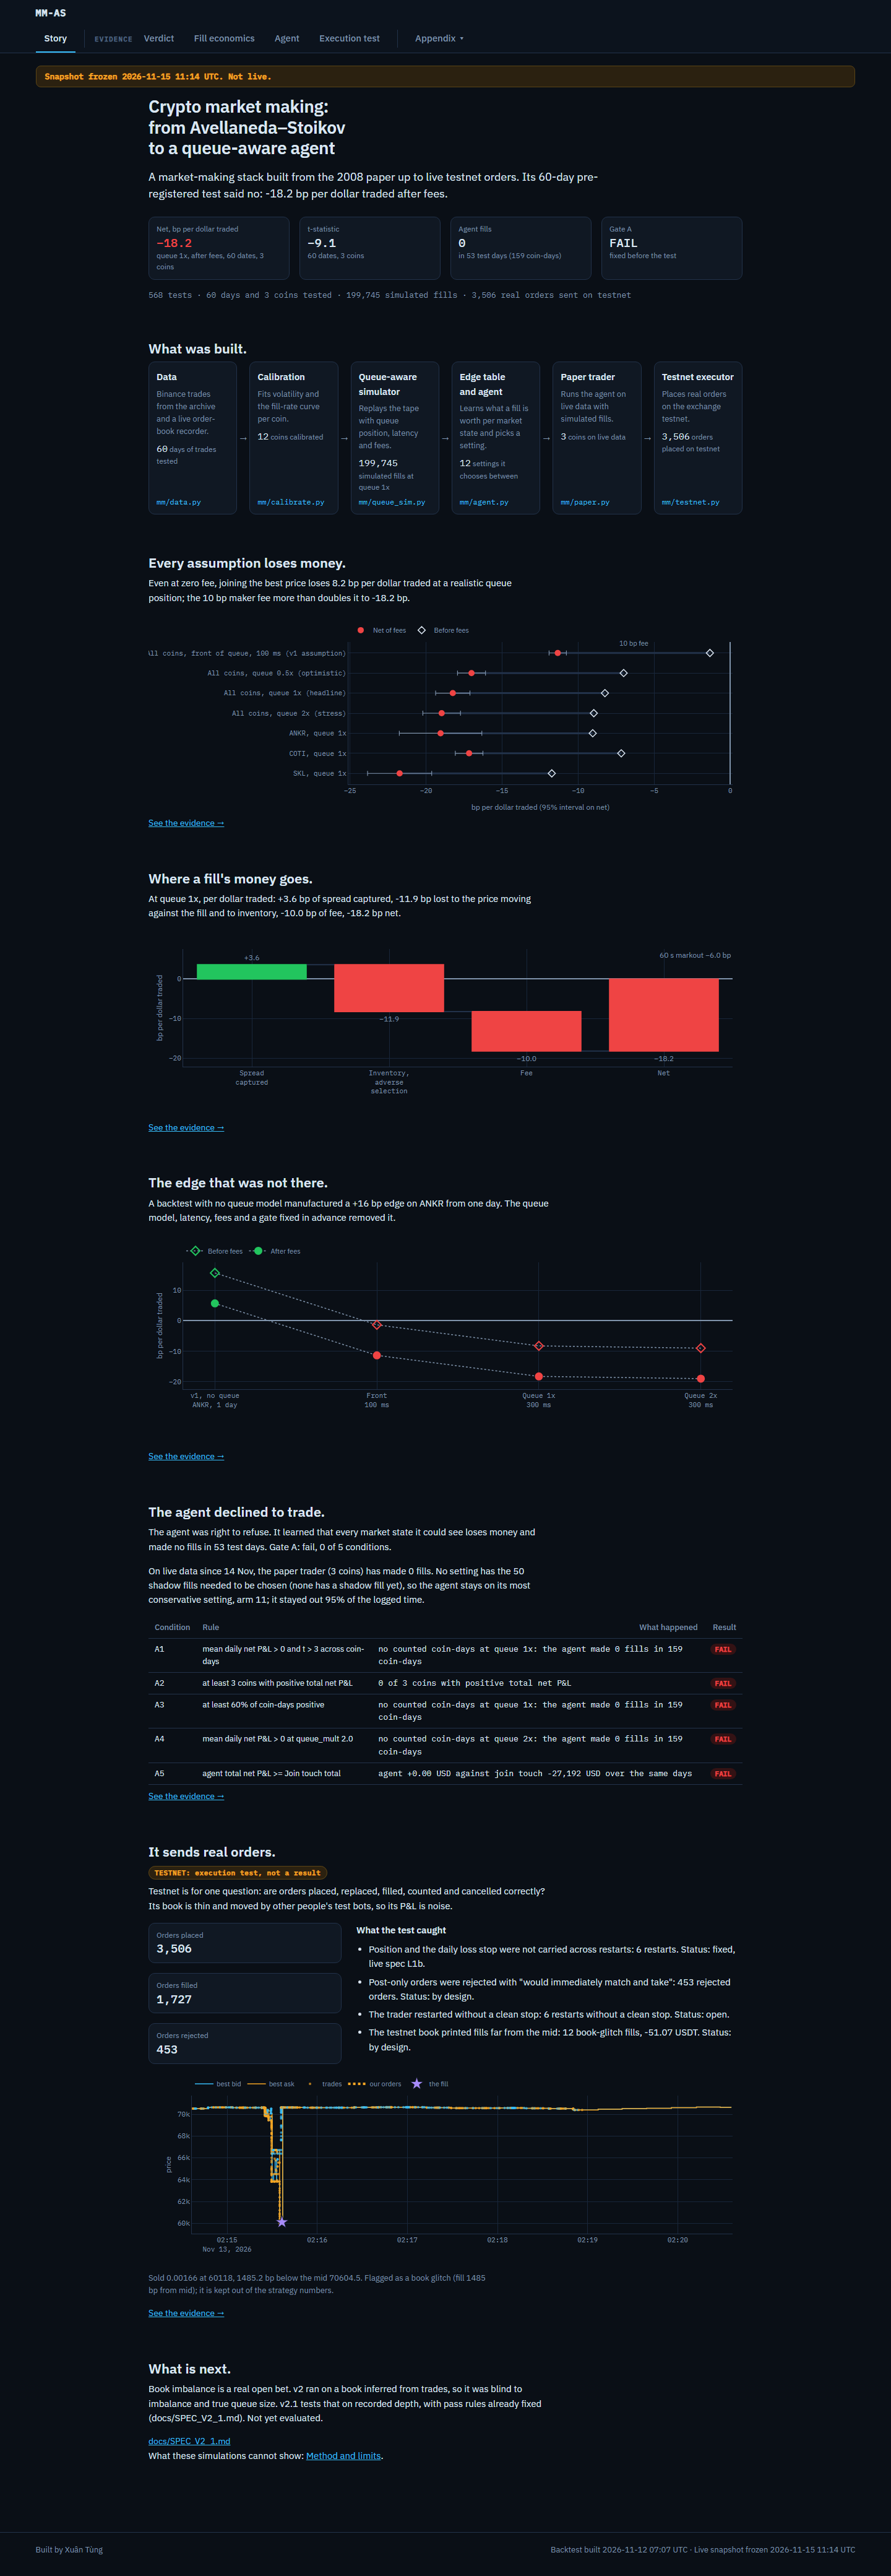 MM-AS
Story EVIDENCE Verdict Fill economics Agent Execution test Appendix ▾
Snapshot frozen 2026-11-15 11:14 UTC. Not live.
Crypto market making:
from Avellaneda–Stoikov
to a queue-aware agent
A market-making stack built from the 2008 paper up to live testnet orders. Its 60-day pre-
registered test said no: -18.2 bp per dollar traded after fees.
Net, bp per dollar traded
−18.2
queue 1x, after fees, 60 dates, 3
coins
t-statistic
−9.1
60 dates, 3 coins
Agent fills
0
in 53 test days (159 coin-days)
Gate A
FAIL
fixed before the test
568 tests · 60 days and 3 coins tested · 199,745 simulated fills · 3,506 real orders sent on testnet
What was built.
Data
Binance trades
from the archive
and a live order-
book recorder.
60 days of trades
tested
mm/data.py
→
Calibration
Fits volatility and
the fill-rate curve
per coin.
12 coins calibrated
mm/calibrate.py
→
Queue-aware
simulator
Replays the tape
with queue
position, latency
and fees.
199,745
simulated fills at
queue 1x
mm/queue_sim.py
→
Edge table
and agent
Learns what a fill is
worth per market
state and picks a
setting.
12 settings it
chooses between
mm/agent.py
→
Paper trader
Runs the agent on
live data with
simulated fills.
3 coins on live data
mm/paper.py
→
Testnet executor
Places real orders
on the exchange
testnet.
3,506 orders
placed on testnet
mm/testnet.py
Every assumption loses money.
Even at zero fee, joining the best price loses 8.2 bp per dollar traded at a realistic queue
position; the 10 bp maker fee more than doubles it to -18.2 bp.
Net of fees Before fees
10 bp fee
All coins, front of queue, 100 ms (v1 assumption)
All coins, queue 0.5x (optimistic)
All coins, queue 1x (headline)
All coins, queue 2x (stress)
ANKR, queue 1x
COTI, queue 1x
SKL, queue 1x
−25 −20 −15 −10 −5 0
bp per dollar traded (95% interval on net)
See the evidence →
Where a fill's money goes.
At queue 1x, per dollar traded: +3.6 bp of spread captured, -11.9 bp lost to the price moving
against the fill and to inventory, -10.0 bp of fee, -18.2 bp net.
60 s markout −6.0 bp
+3.6
−11.9
−10.0
−18.2
bp per dollar traded
0
−10
−20
Spread
captured
Inventory,
adverse
selection
Fee
Net
See the evidence →
The edge that was not there.
A backtest with no queue model manufactured a +16 bp edge on ANKR from one day. The queue
model, latency, fees and a gate fixed in advance removed it.
Before fees After fees
bp per dollar traded
10
0
−10
−20
v1, no queue
ANKR, 1 day
Front
100 ms
Queue 1x
300 ms
Queue 2x
300 ms
See the evidence →
The agent declined to trade.
The agent was right to refuse. It learned that every market state it could see loses money and
made no fills in 53 test days. Gate A: fail, 0 of 5 conditions.
On live data since 14 Nov, the paper trader (3 coins) has made 0 fills. No setting has the 50
shadow fills needed to be chosen (none has a shadow fill yet), so the agent stays on its most
conservative setting, arm 11; it stayed out 95% of the logged time.
Condition Rule What happened Result
A1 mean daily net P&L > 0 and t > 3 across coin-
days
no counted coin-days at queue 1x: the agent made 0 fills in 159
coin-days
FAIL
A2 at least 3 coins with positive total net P&L 0 of 3 coins with positive total net P&L FAIL
A3 at least 60% of coin-days positive no counted coin-days at queue 1x: the agent made 0 fills in 159
coin-days
FAIL
A4 mean daily net P&L > 0 at queue_mult 2.0 no counted coin-days at queue 2x: the agent made 0 fills in 159
coin-days
FAIL
A5 agent total net P&L >= Join touch total agent +0.00 USD against join touch -27,192 USD over the same days FAIL
See the evidence →
It sends real orders.
TESTNET: execution test, not a result
Testnet is for one question: are orders placed, replaced, filled, counted and cancelled correctly?
Its book is thin and moved by other people's test bots, so its P&L is noise.
Orders placed
3,506
Orders filled
1,727
Orders rejected
453
What the test caught
• Position and the daily loss stop were not carried across restarts: 6 restarts. Status: fixed,
live spec L1b.
• Post-only orders were rejected with "would immediately match and take": 453 rejected
orders. Status: by design.
• The trader restarted without a clean stop: 6 restarts without a clean stop. Status: open.
• The testnet book printed fills far from the mid: 12 book-glitch fills, -51.07 USDT. Status:
by design.
best bid best ask trades our orders the fill
price
70k
68k
66k
64k
62k
60k
02:15 02:16 02:17 02:18 02:19 02:20
Nov 13, 2026
Sold 0.00166 at 60118, 1485.2 bp below the mid 70604.5. Flagged as a book glitch (fill 1485
bp from mid); it is kept out of the strategy numbers.
See the evidence →
What is next.
Book imbalance is a real open bet. v2 ran on a book inferred from trades, so it was blind to
imbalance and true queue size. v2.1 tests that on recorded depth, with pass rules already fixed
(docs/SPEC_V2_1.md). Not yet evaluated.
docs/SPEC_V2_1.md
What these simulations cannot show: Method and limits.
Built by Xuân Tùng
Backtest built 2026-11-12 07:07 UTC · Live snapshot frozen 2026-11-15 11:14 UTC